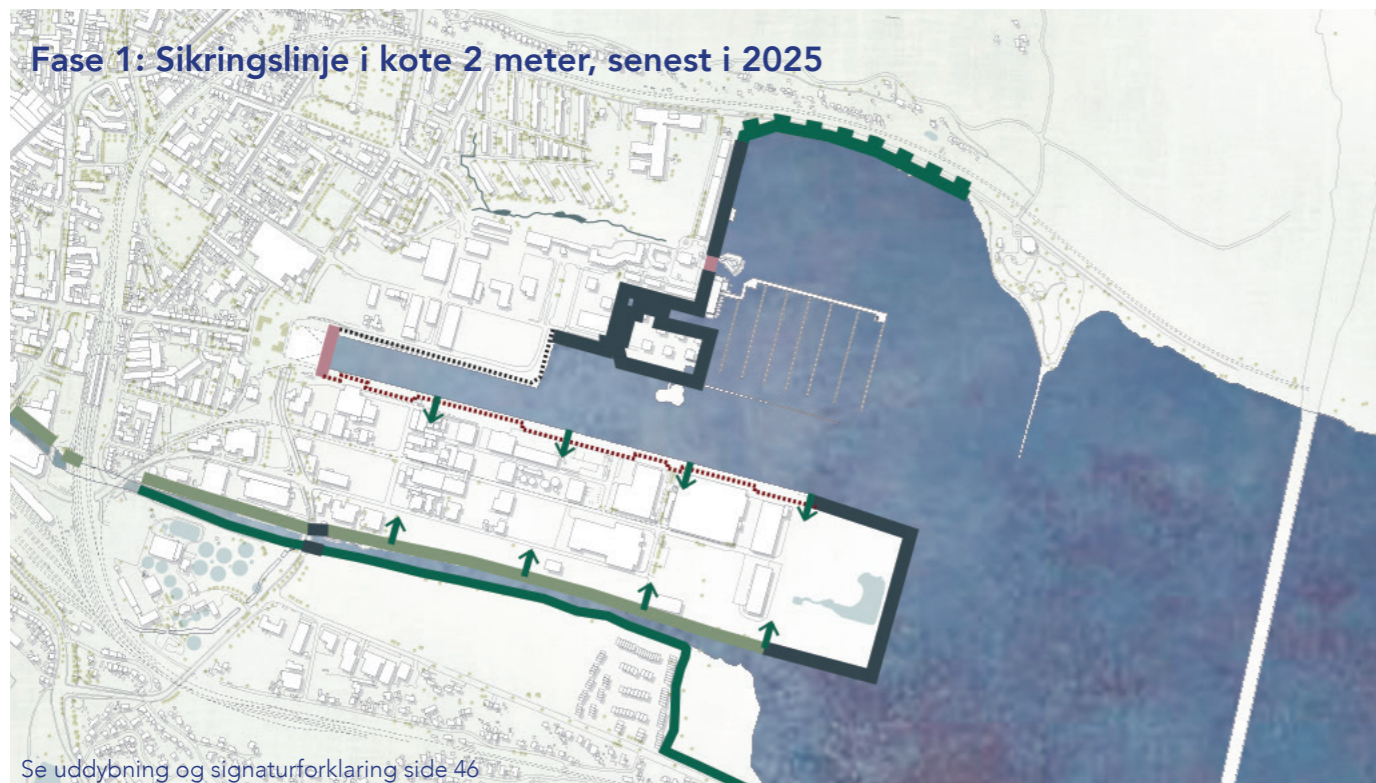 Fase 1: Sikringslinje i kote 2 meter, senest i 2025
Se uddybning og signaturforklaring side 46